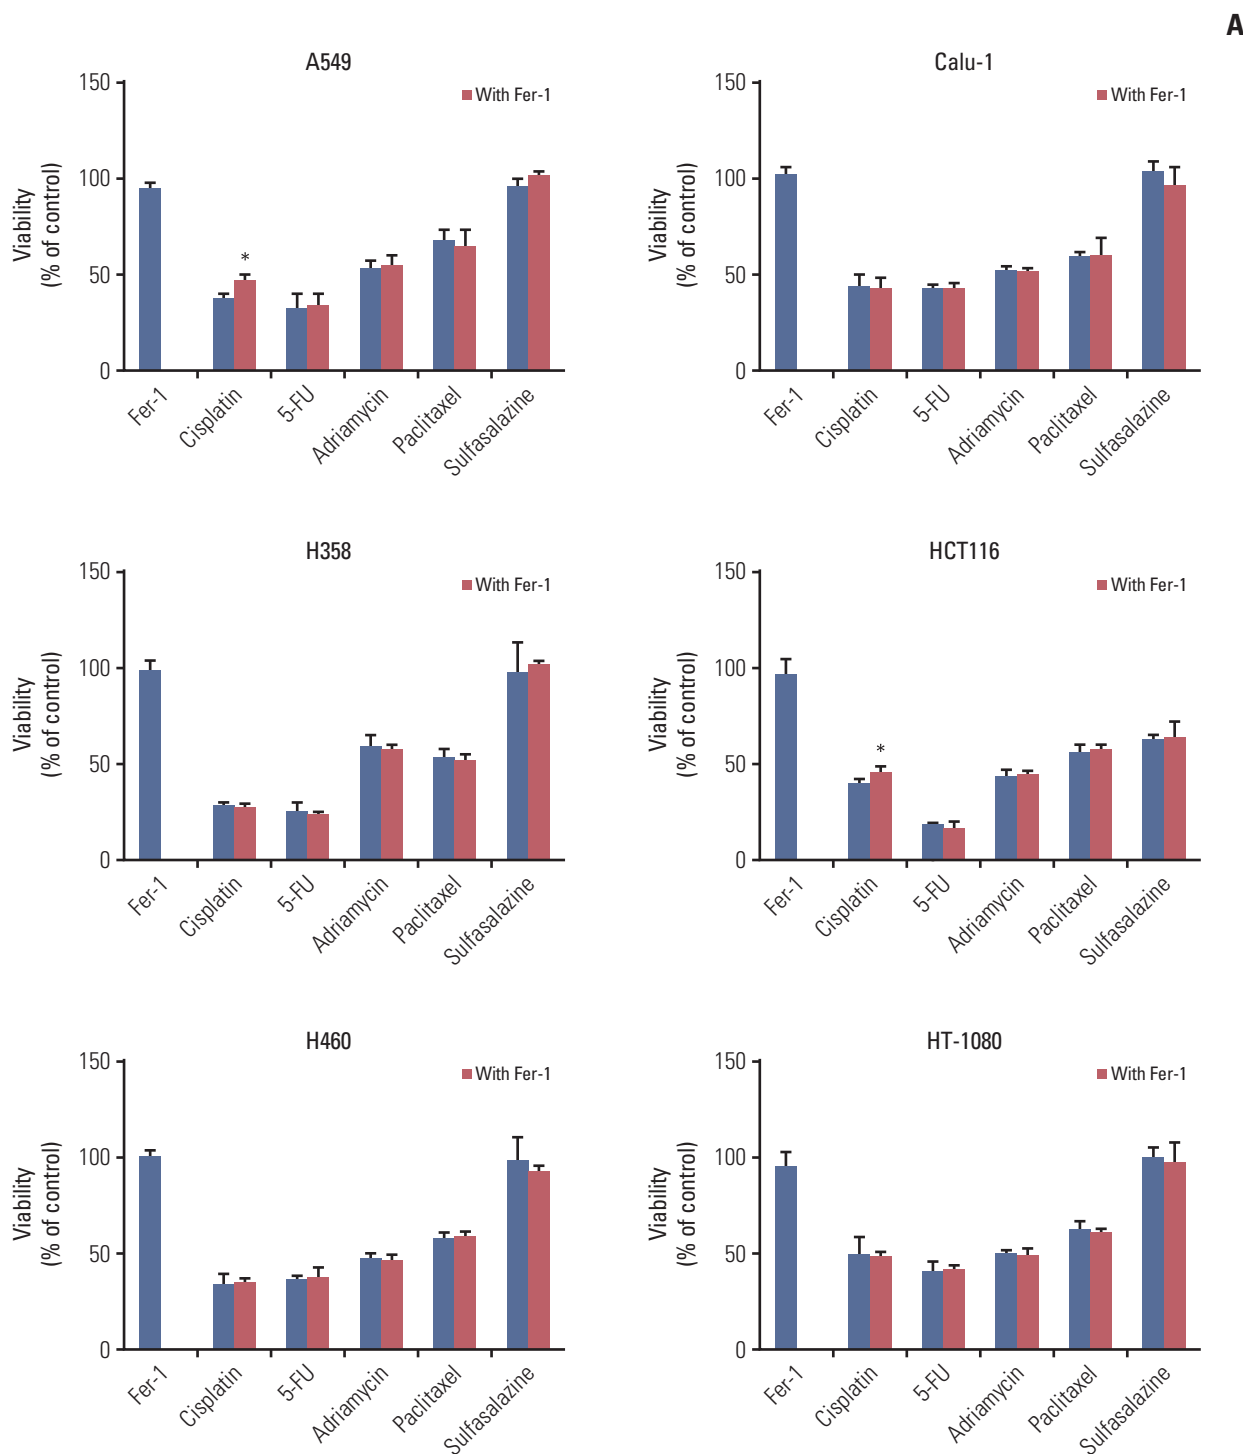 A
A549
With Fer-1
Viability
(% of control)
150
100
50
0
Fer-1
Cisplatin
5-FU
Adriamycin
Paclitaxel
Sulfasalazine
*
Calu-1
With Fer-1
Viability
(% of control)
150
100
50
0
Fer-1
Cisplatin
5-FU
Adriamycin
Paclitaxel
Sulfasalazine
H358
With Fer-1
Viability
(% of control)
150
100
50
0
Fer-1
Cisplatin
5-FU
Adriamycin
Paclitaxel
Sulfasalazine
HCT116
With Fer-1
Viability
(% of control)
150
100
50
0
*
Fer-1
Cisplatin
5-FU
Adriamycin
Paclitaxel
Sulfasalazine
H460
With Fer-1
Viability
(% of control)
150
100
50
0
Fer-1
Cisplatin
5-FU
Adriamycin
Paclitaxel
Sulfasalazine
HT-1080
With Fer-1
Viability
(% of control)
150
100
50
0
Fer-1
Cisplatin
5-FU
Adriamycin
Paclitaxel
Sulfasalazine